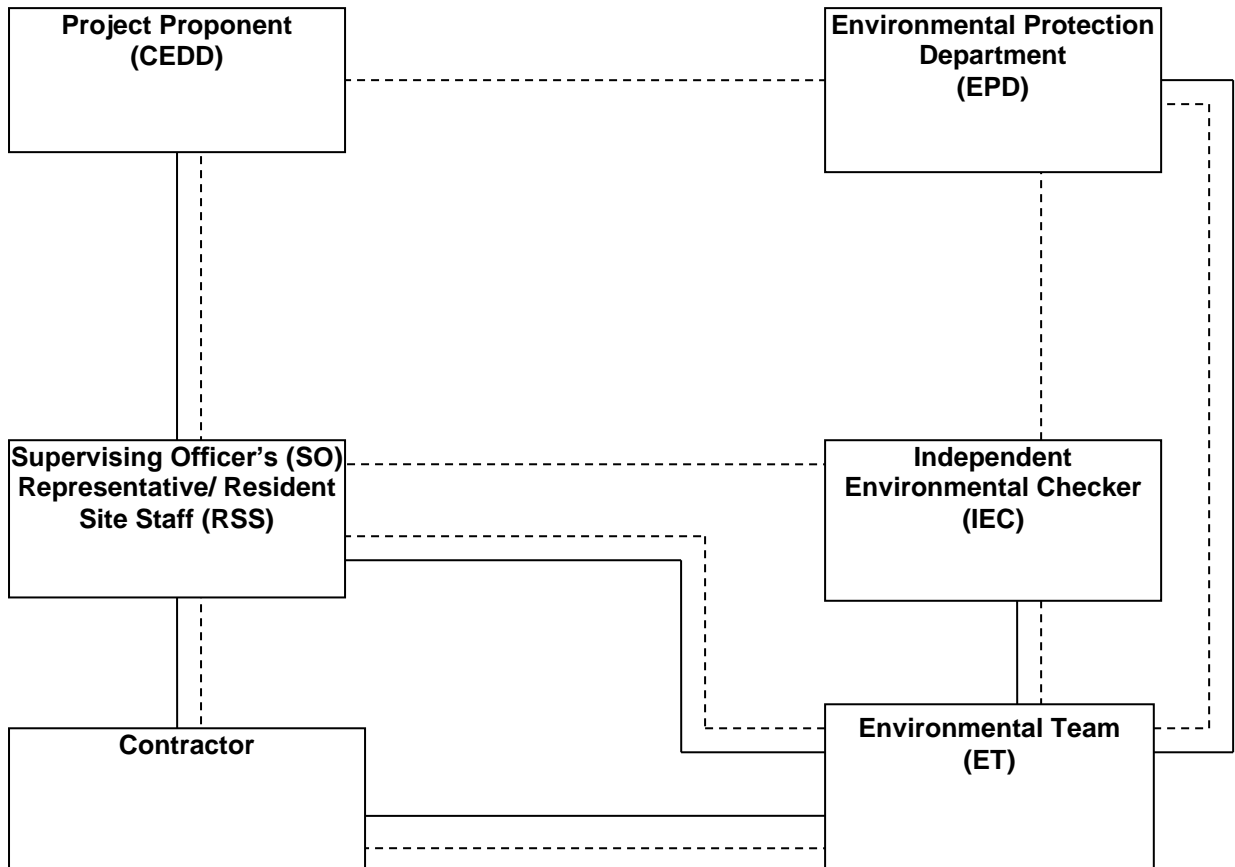 Project Proponent
(CEDD)
Environmental Protection
Department
(EPD)
Supervising Officer's (SO)
Representative/ Resident
Site Staff (RSS)
Independent
Environmental Checker
(IEC)
Contractor
Environmental Team
(ET)